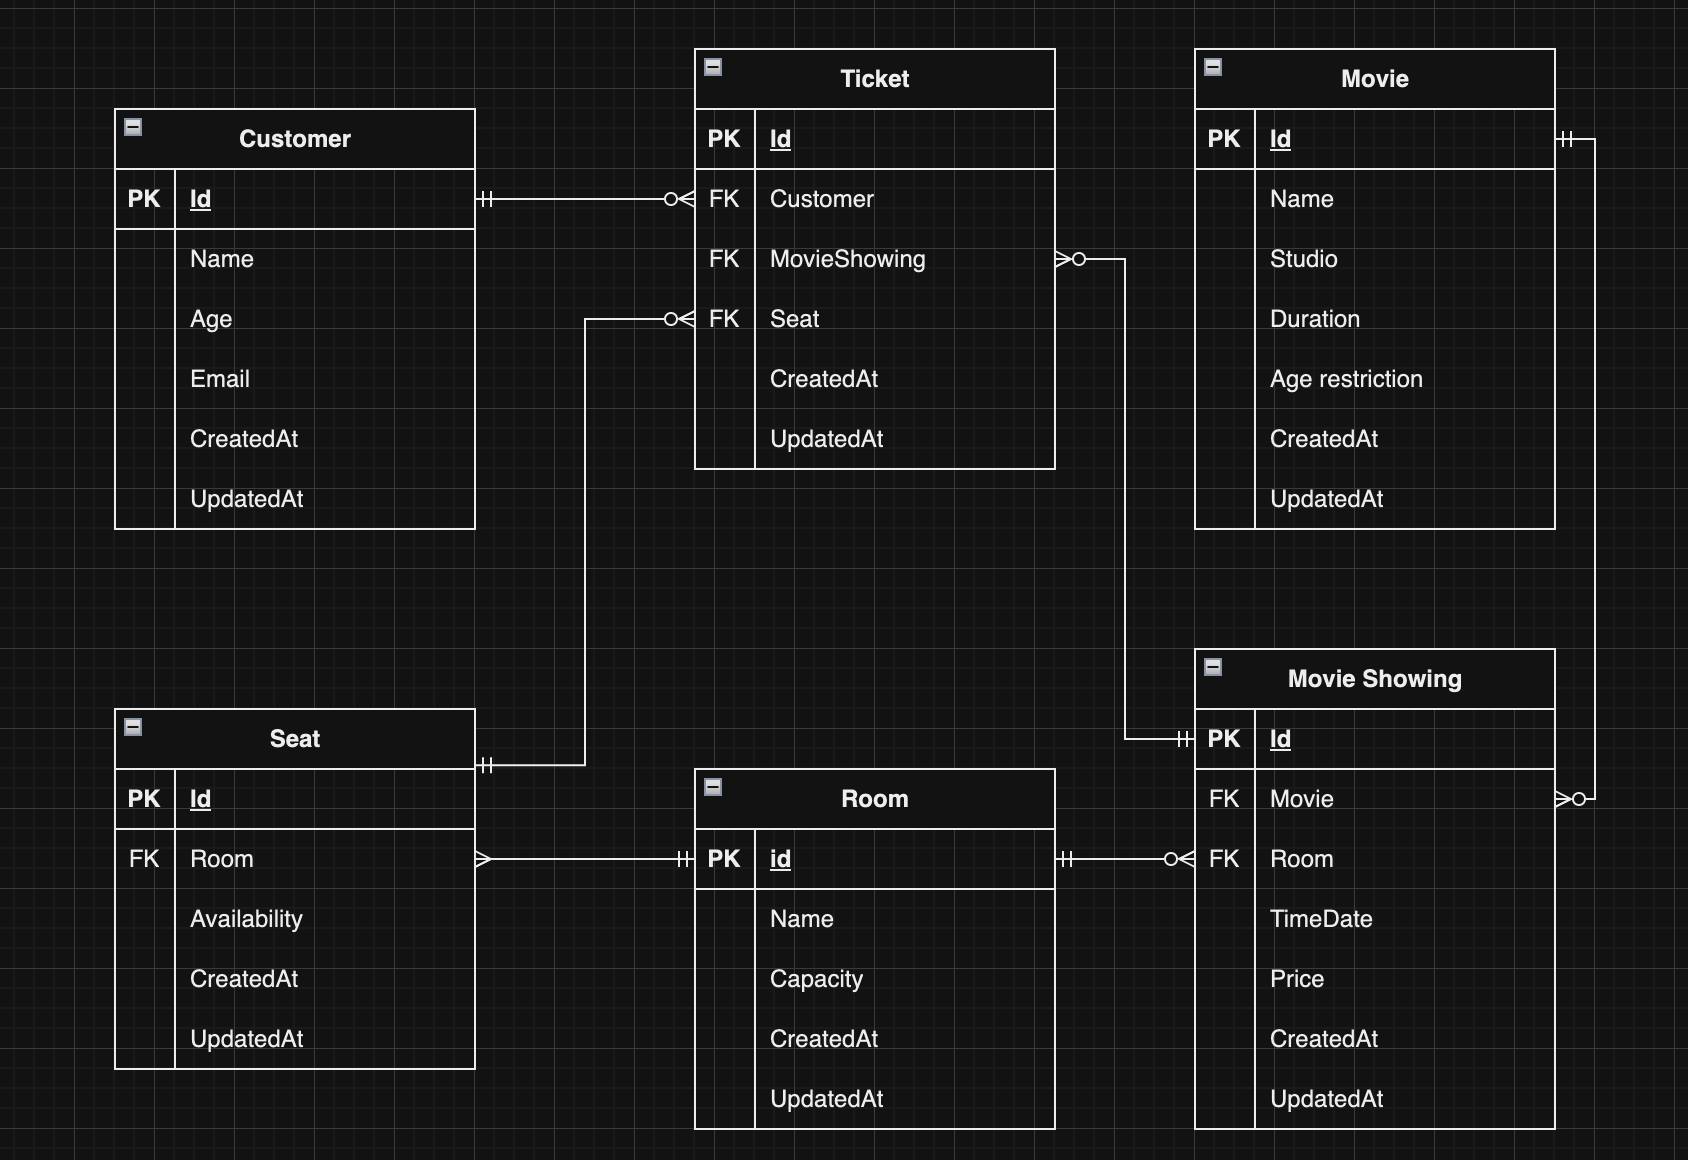 Customer
PK Id
Name
Age
Email
CreatedAt
UpdatedAt
Ticket
PK Id
FK Customer
FK MovieShowing
FK Seat
CreatedAt
UpdatedAt
Movie
PK Id
Name
Studio
Duration
Age restriction
CreatedAt
UpdatedAt
Seat
PK Id
FK Room
Availability
CreatedAt
UpdatedAt
Room
PK id
Name
Capacity
CreatedAt
UpdatedAt
Movie Showing
PK Id
FK Movie
FK Room
TimeDate
Price
CreatedAt
UpdatedAt